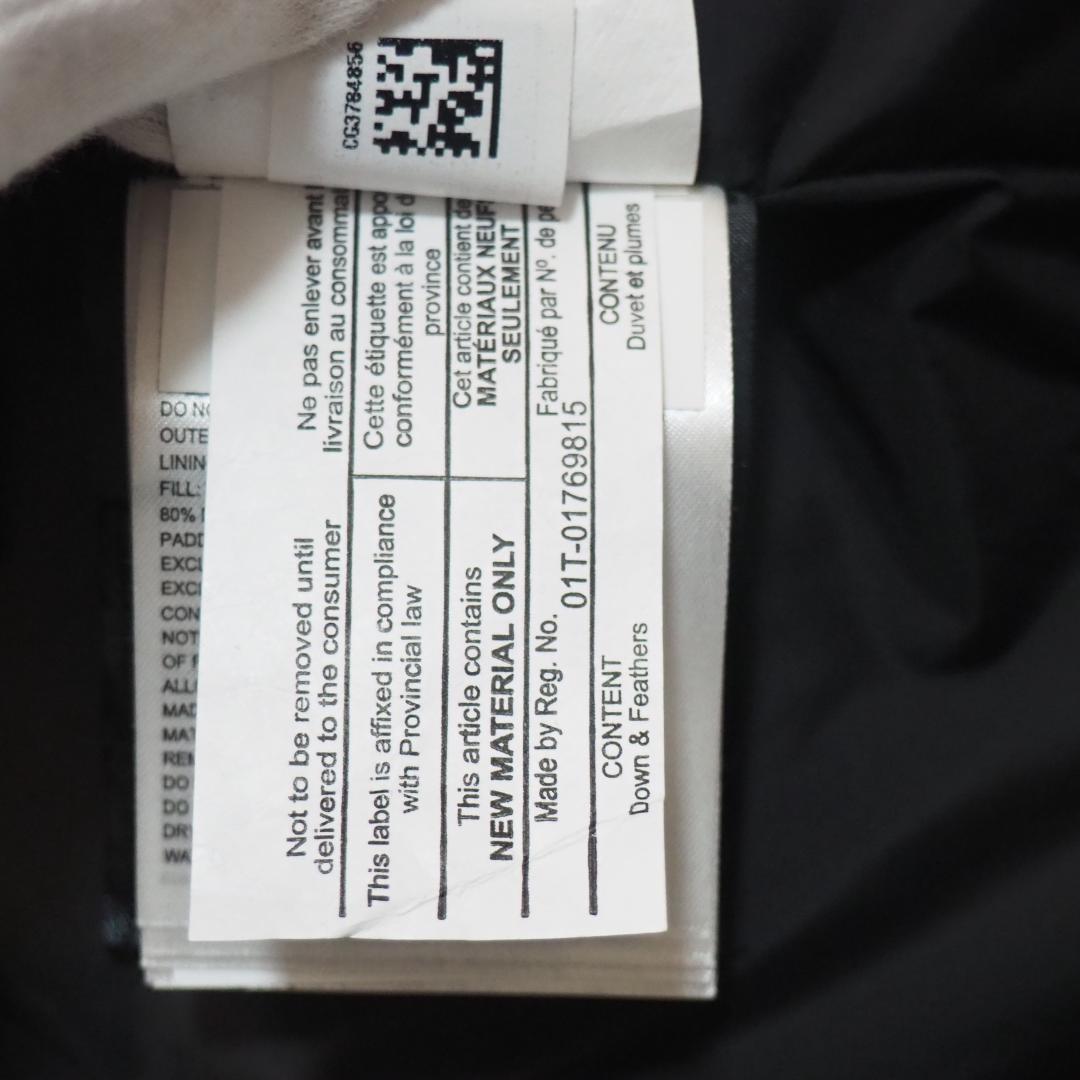 CG3784856
Not to be removed until
delivered to the consumer
Ne pas enlever avant
livraison au consomma
This label is affixed in compliance
with Provincial law
Cette étiquette est appo
conformément à la loi d
province
This article contains
NEW MATERIAL ONLY
Cet article contient de
MATÉRIAUX NEUF
SEULEMENT
Made by Reg. No.
Fabriqué par Nº. de pe
01T-01769815
CONTENT
Down & Feathers
CONTENU
Duvet et plumes
DO NO
OUTE
LININ
FILL:
80%
PADD
EXCL
EXCL
CON
NOT
OF
ALL
MAD
MAT
REM
DO
DO
DRY
WA